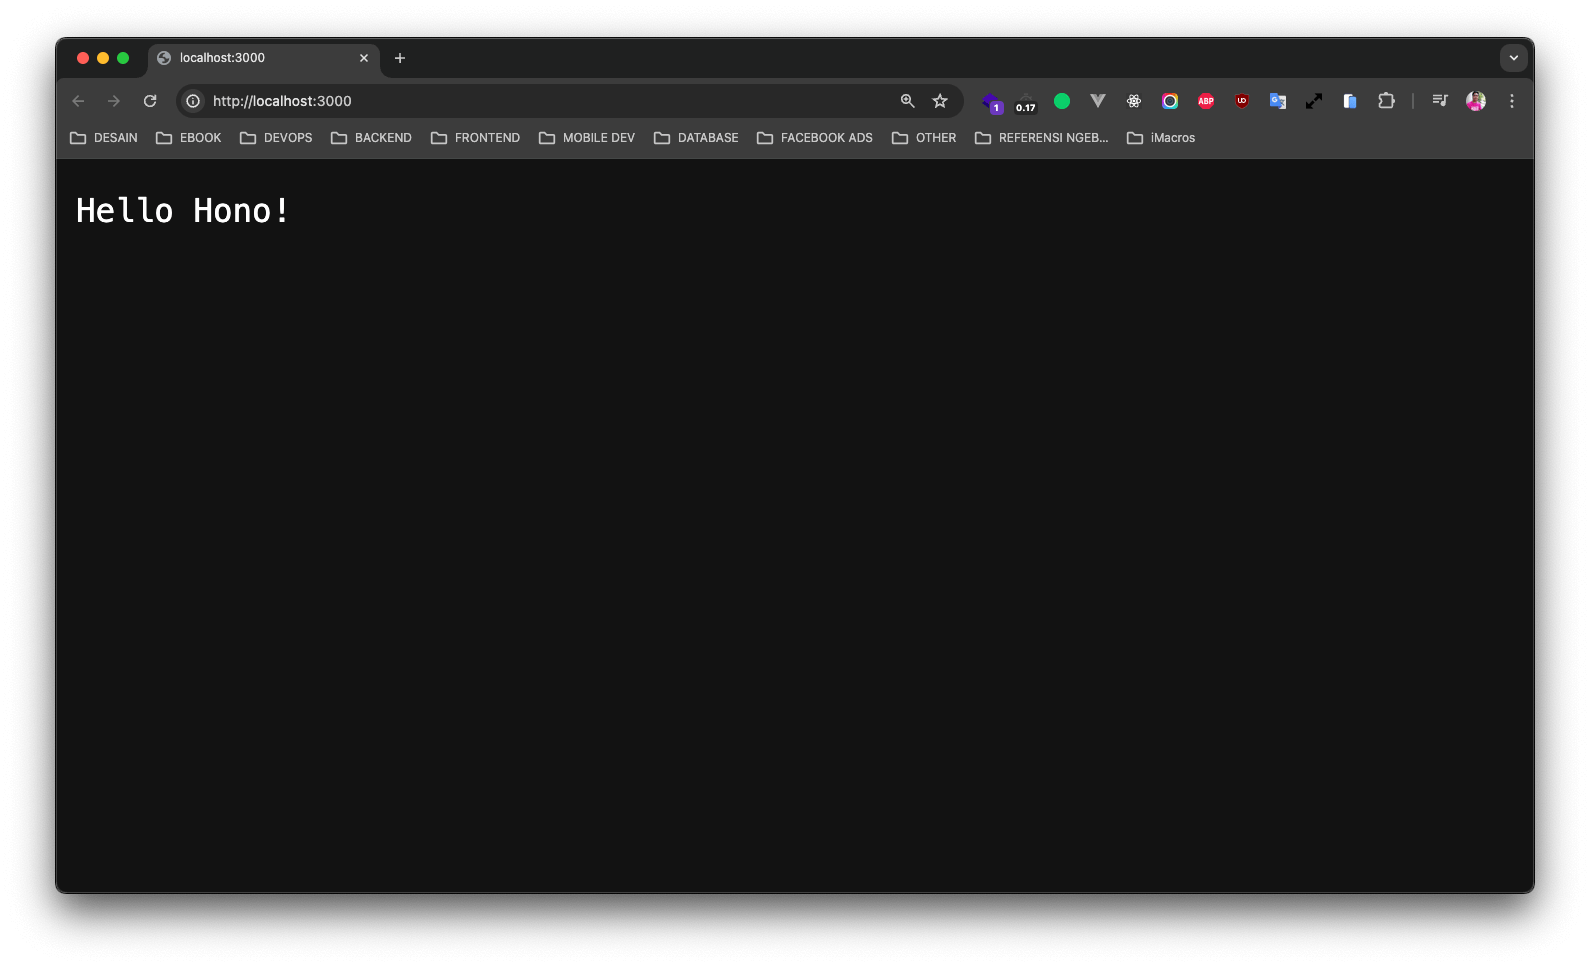 localhost:3000
http://localhost:3000
1
0.17
ABP
UO
G
DESAIN EBOOK DEVOPS BACKEND FRONTEND MOBILE DEV DATABASE FACEBOOK ADS OTHER REFERENSI NGEB... iMacros
Hello Hono!